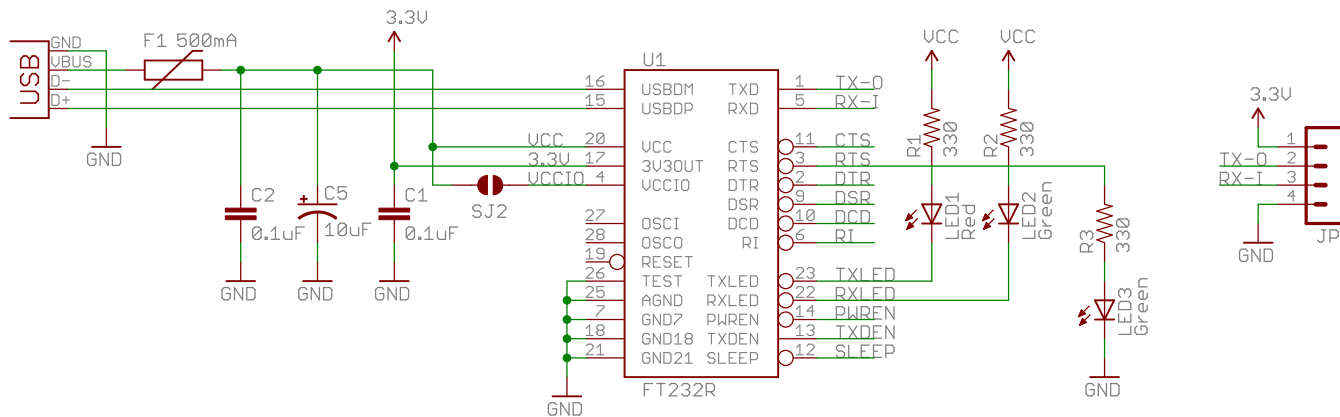 3.3V
F1 500mA
USB
GND
VBUS
D-
D+
GND
C2
0.1uF
GND
+
C5
10uF
GND
C1
0.1uF
GND
VCC
3.3V
VCCIO
SJ2
U1
16 USBDM TXD 1 TX-O
15 USBDP RXD 5 RX-I
20 VCC CTS 11 CTS
17 3V3OUT RTS 3 RTS
4 VCCIO DTR 2 DTR
DSR 9 DSR
27 OSCI DCD 10 DCD
28 OSCO RI 6 RI
19 RESET
26 TEST TXLED 23 TXLED
25 AGND RXLED 22 RXLED
7 GND7 PWREN 14 PWREN
18 GND18 TXDEN 13 TXDEN
21 GND21 SLEEP 12 SLEEP
FT232R
GND
VCC
R1
330
LED1
Red
VCC
R2
330
LED2
Green
R3
330
LED3
Green
GND
3.3V
1
TX-O 2
RX-I 3
4
GND
JP